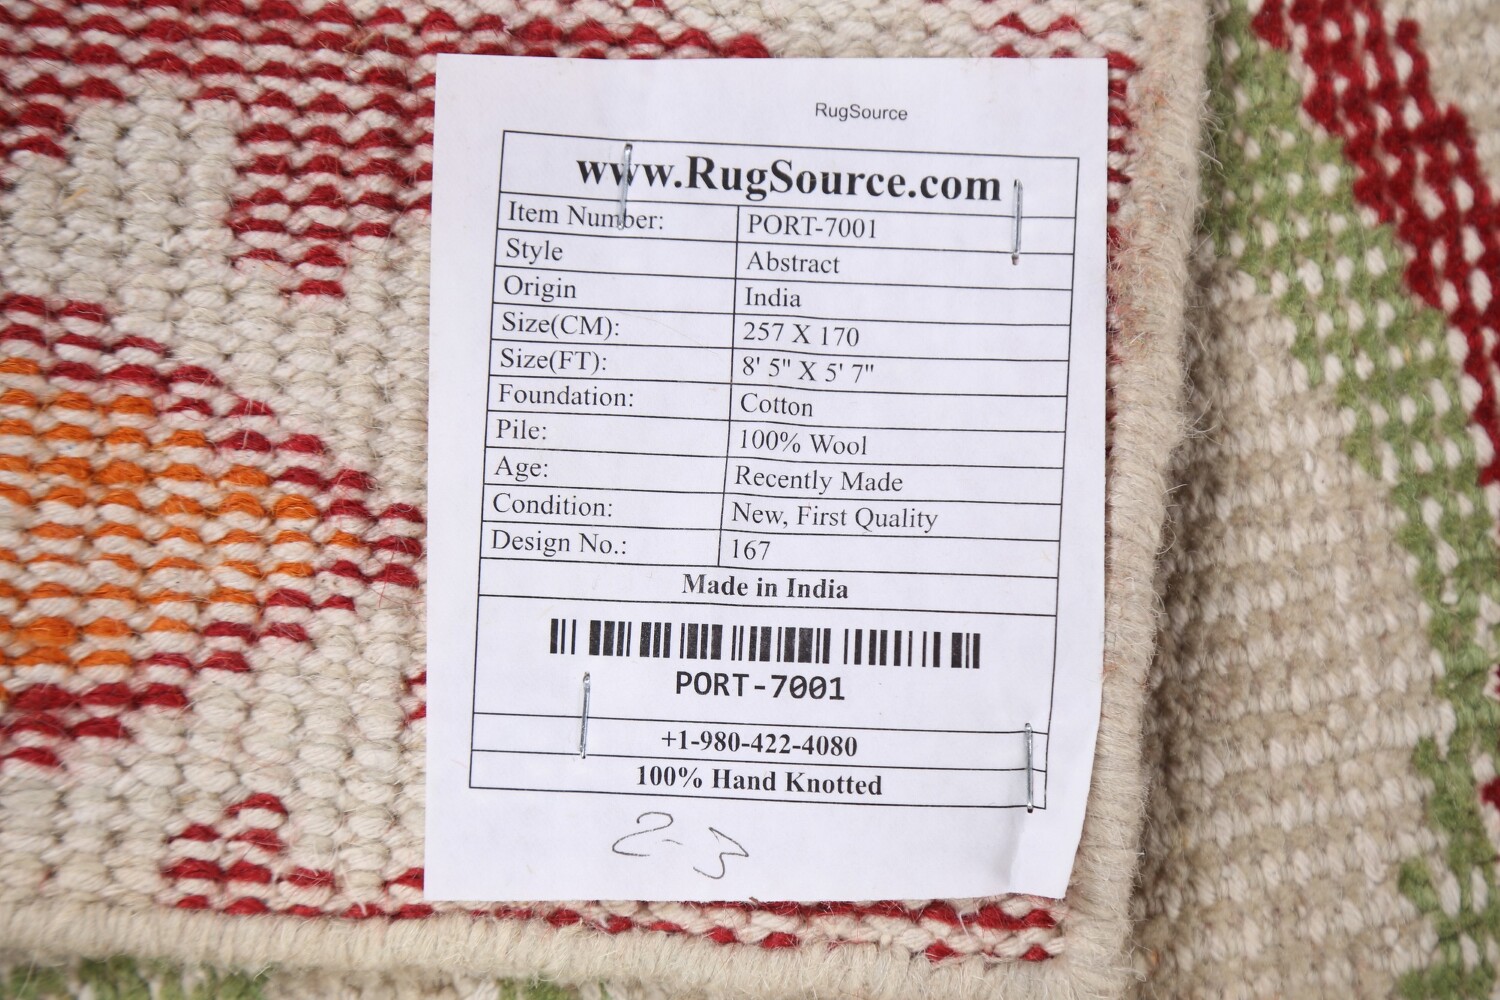 RugSource
www.RugSource.com
Item Number: PORT-7001
Style Abstract
Origin India
Size(CM): 257 X 170
Size(FT): 8' 5" X 5' 7"
Foundation: Cotton
Pile: 100% Wool
Age: Recently Made
Condition: New, First Quality
Design No.: 167
Made in India
PORT-7001
+1-980-422-4080
100% Hand Knotted
2-3